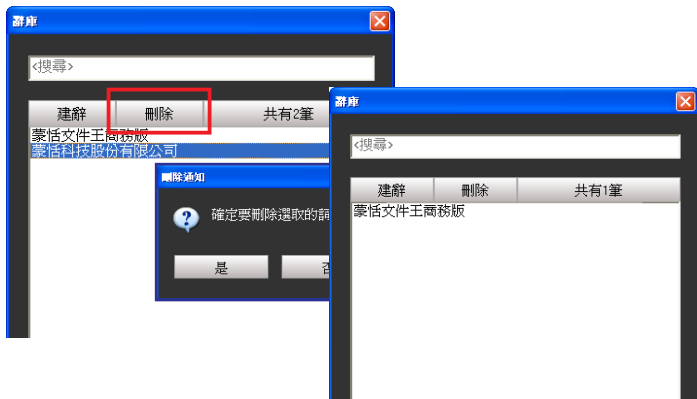 辭庫
<搜尋>
建辭 刪除 共有2筆
蒙恬文件王商務版
蒙恬科技股份有限公司
刪除通知
確定要刪除選取的詞
是
辭庫
<搜尋>
建辭 刪除 共有1筆
蒙恬文件王商務版